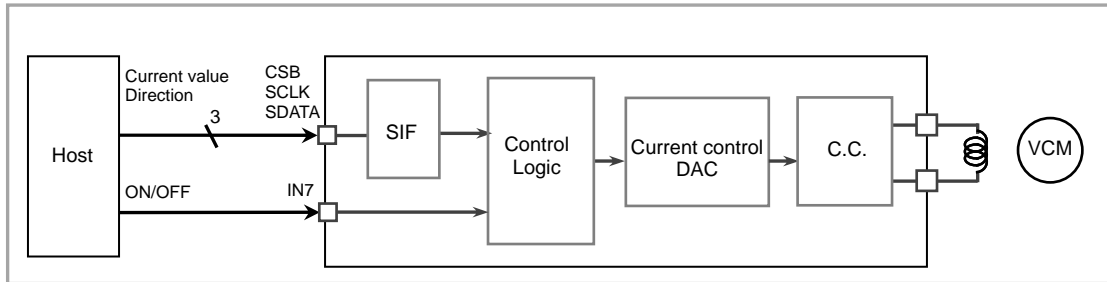 Host
Current value
Direction
3
CSB
SCLK
SDATA
ON/OFF
IN7
SIF
Control
Logic
Current control
DAC
C.C.
VCM